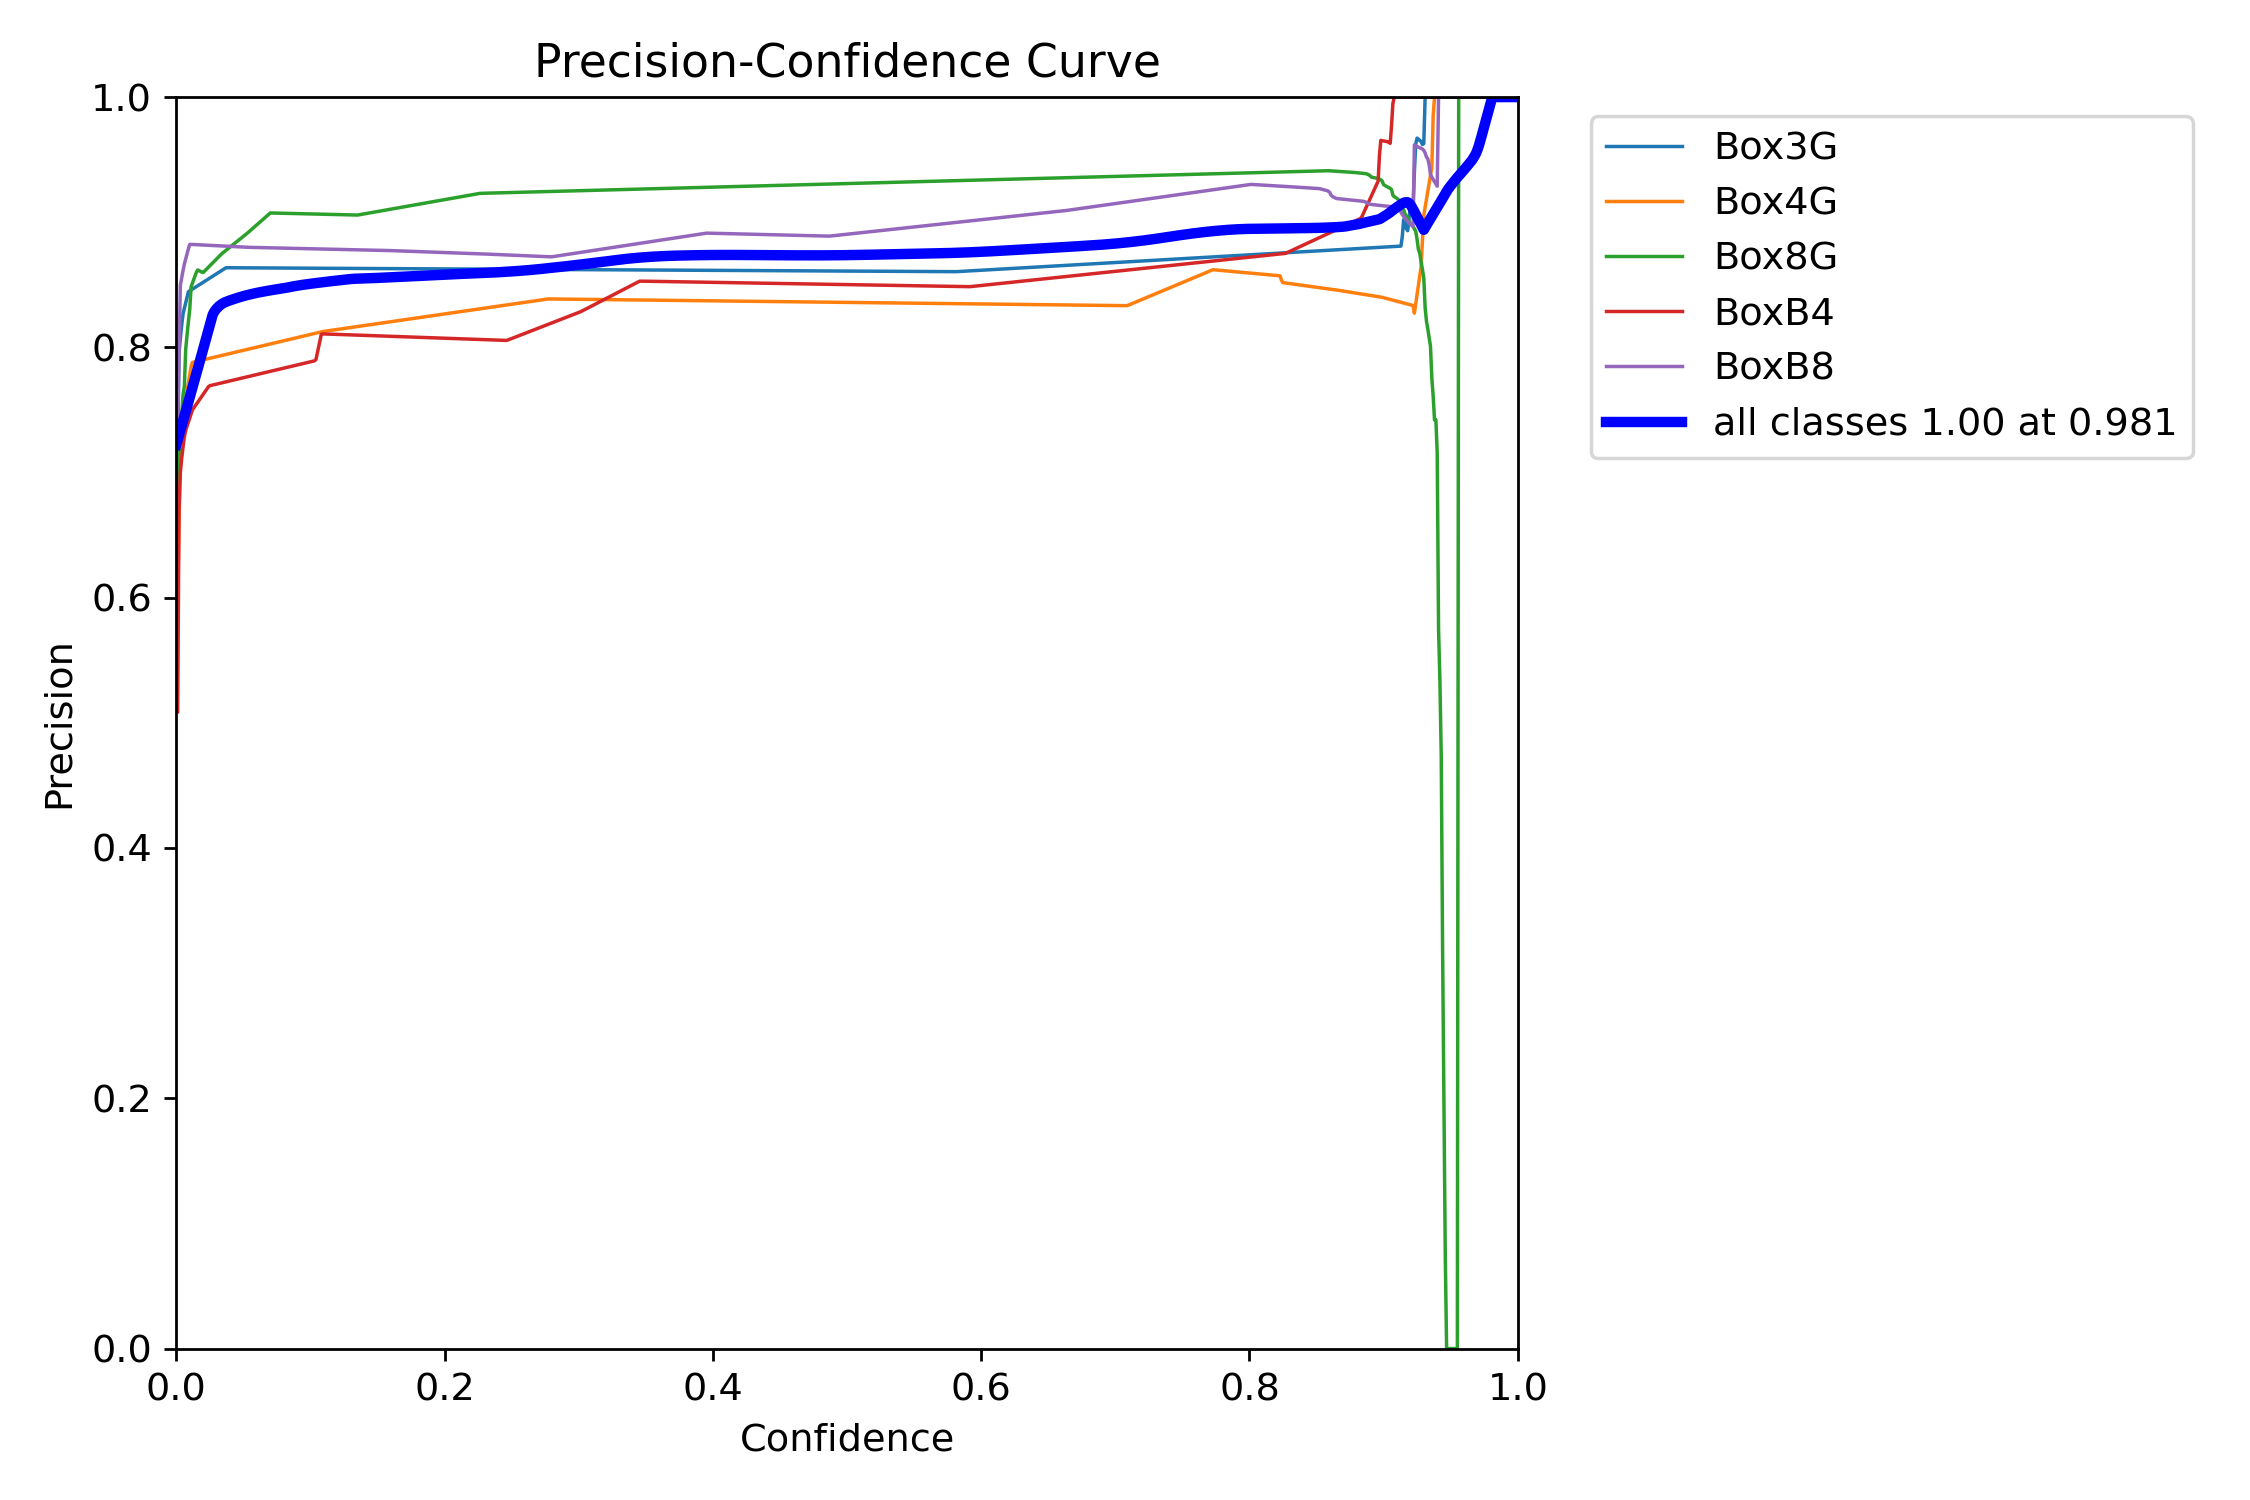 Precision-Confidence Curve
1.0
0.8
0.6
0.4
0.2
0.0
Precision
0.0 0.2 0.4 0.6 0.8 1.0
Confidence
Box3G
Box4G
Box8G
BoxB4
BoxB8
all classes 1.00 at 0.981